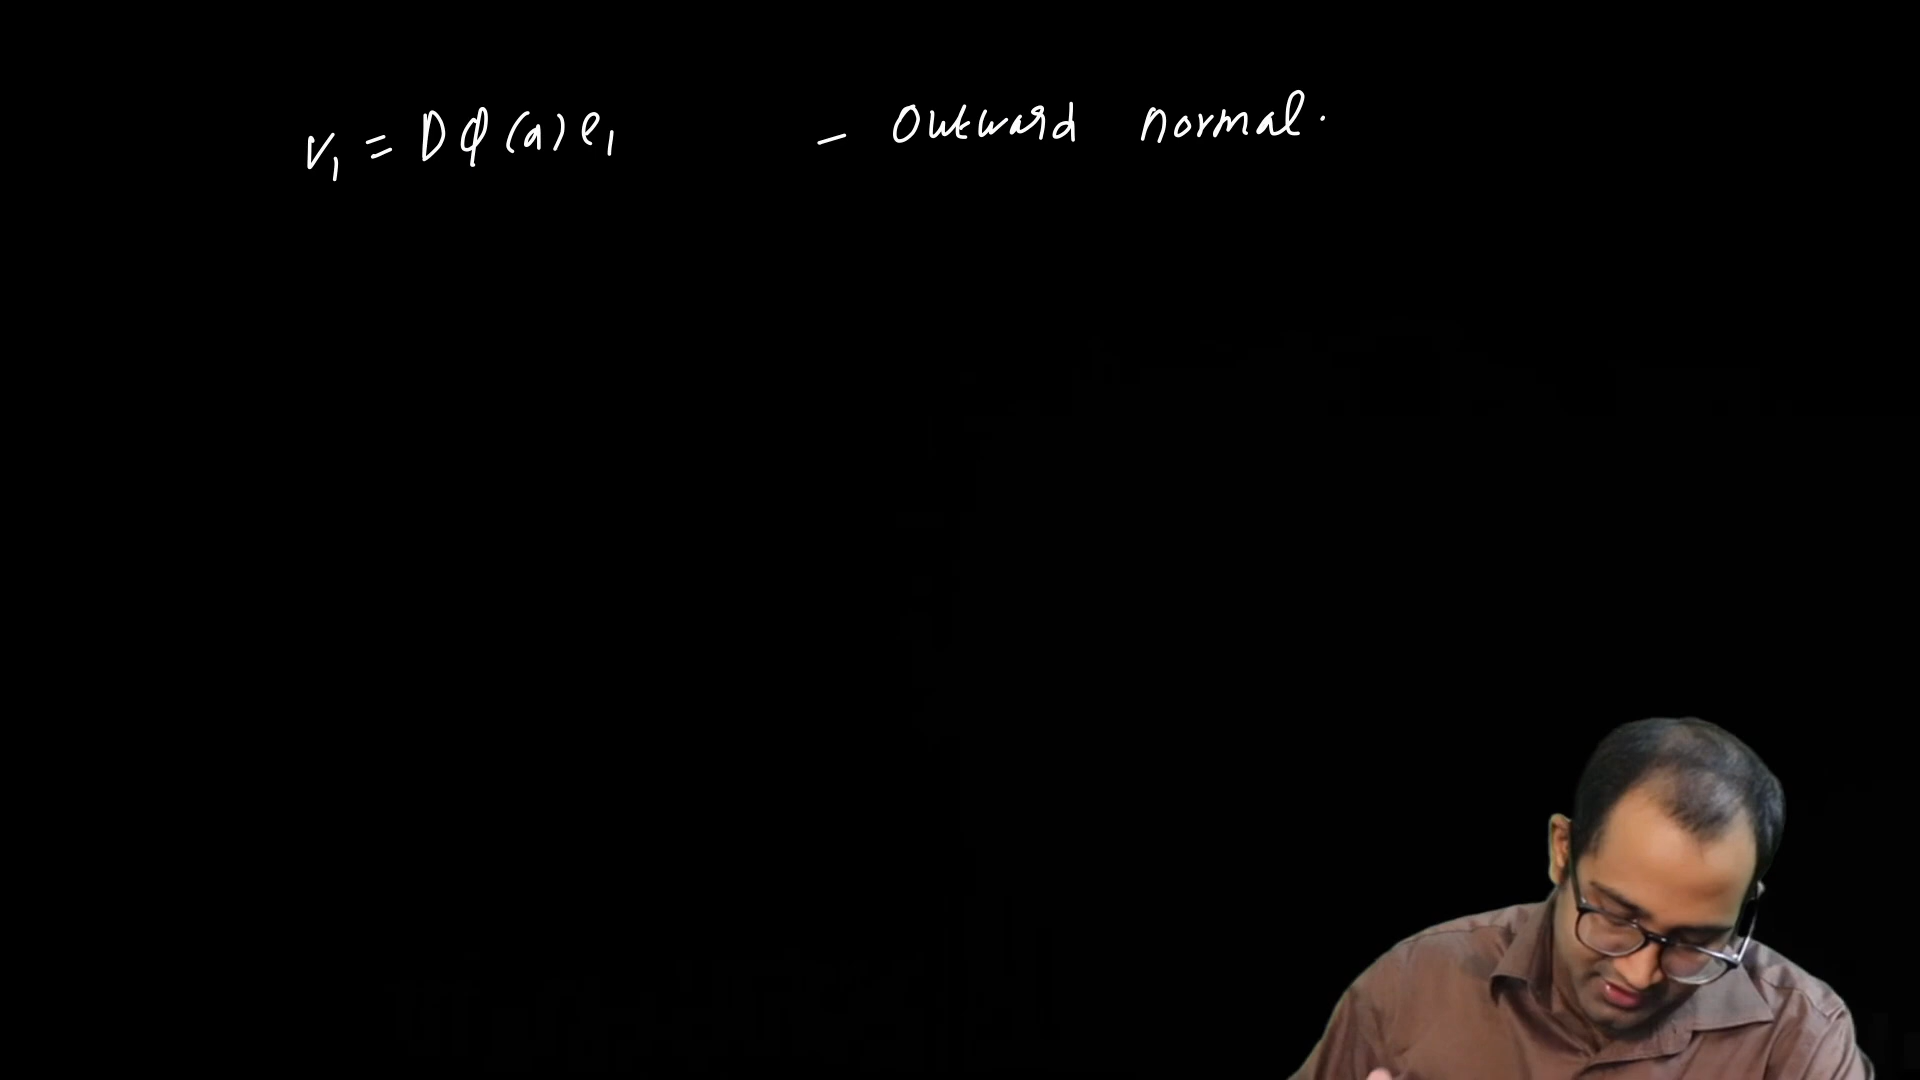 v₁ = Dφ(a)e₁ – Outward normal.